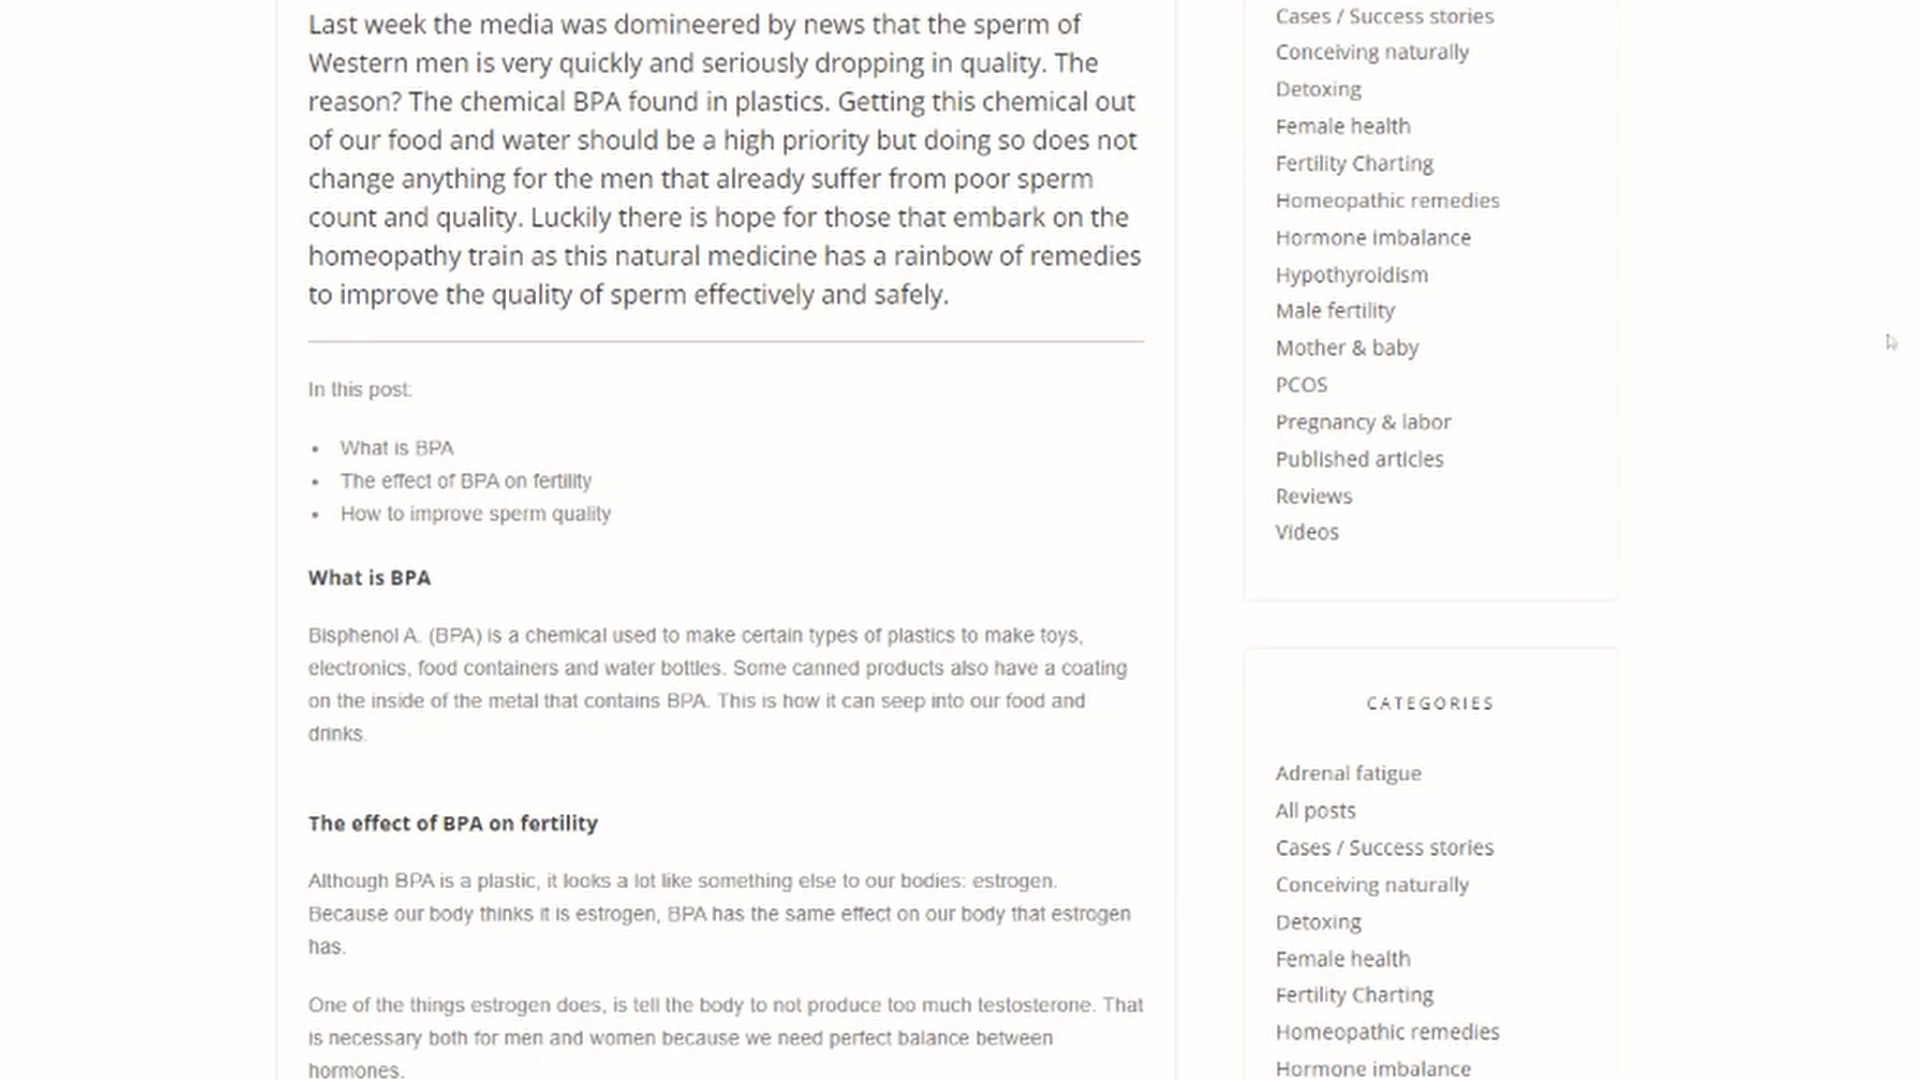 Last week the media was domineered by news that the sperm of
Western men is very quickly and seriously dropping in quality. The
reason? The chemical BPA found in plastics. Getting this chemical out
of our food and water should be a high priority but doing so does not
change anything for the men that already suffer from poor sperm
count and quality. Luckily there is hope for those that embark on the
homeopathy train as this natural medicine has a rainbow of remedies
to improve the quality of sperm effectively and safely.
In this post:
• What is BPA
• The effect of BPA on fertility
• How to improve sperm quality
What is BPA
Bisphenol A. (BPA) is a chemical used to make certain types of plastics to make toys,
electronics, food containers and water bottles. Some canned products also have a coating
on the inside of the metal that contains BPA. This is how it can seep into our food and
drinks.
The effect of BPA on fertility
Although BPA is a plastic, it looks a lot like something else to our bodies: estrogen.
Because our body thinks it is estrogen, BPA has the same effect on our body that estrogen
has.
One of the things estrogen does, is tell the body to not produce too much testosterone. That
is necessary both for men and women because we need perfect balance between
hormones.
Cases / Success stories
Conceiving naturally
Detoxing
Female health
Fertility Charting
Homeopathic remedies
Hormone imbalance
Hypothyroidism
Male fertility
Mother & baby
PCOS
Pregnancy & labor
Published articles
Reviews
Videos
CATEGORIES
Adrenal fatigue
All posts
Cases / Success stories
Conceiving naturally
Detoxing
Female health
Fertility Charting
Homeopathic remedies
Hormone imbalance